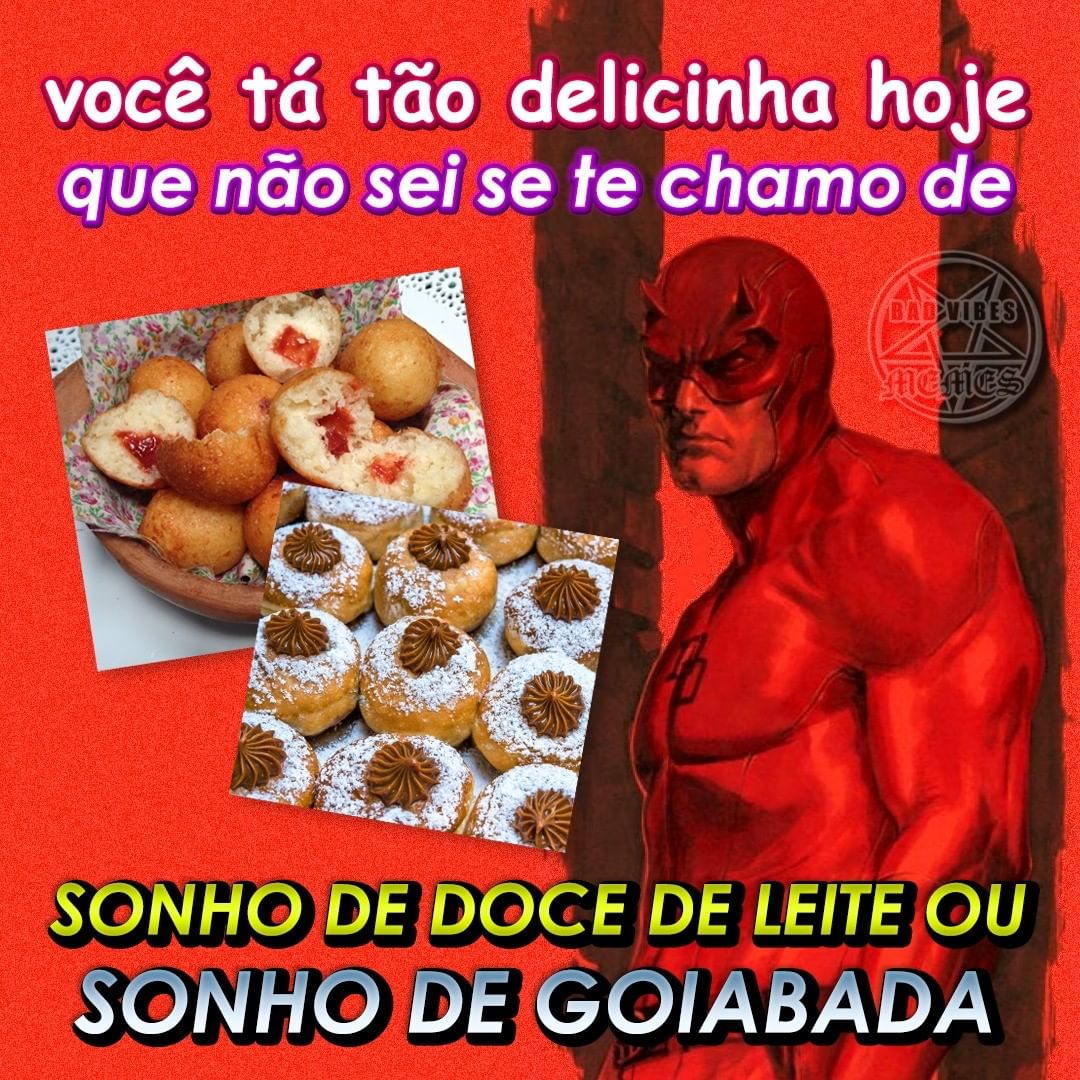 você tá tão delicinha hoje
que não sei se te chamo de
BAD VIBES
MEMES
SONHO DE DOCE DE LEITE OU
SONHO DE GOIABADA